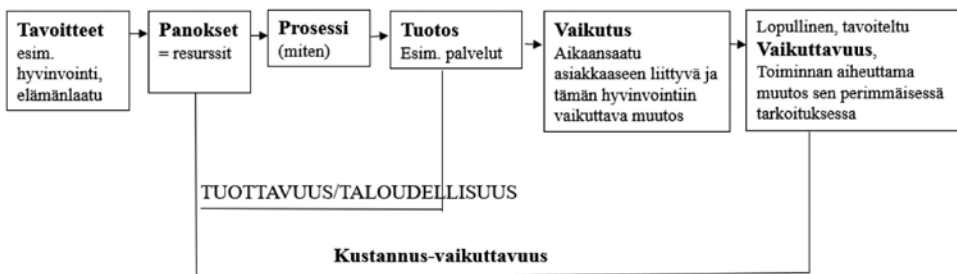 Tavoitteet
esim.
hyvinvointi,
elämänlaatu
Panokset
= resurssit
Prosessi
(miten)
Tuotos
Esim. palvelut
Vaikutus
Aikaansaatu
asiakkaaseen liittyvä ja
tämän hyvinvointiin
vaikuttava muutos
Lopullinen, tavoiteltu
Vaikuttavuus,
Toiminnan aiheuttama
muutos sen perimmäisessä
tarkoituksessa
TUOTTAVUUS/TALOUDELLISUUS
Kustannus-vaikuttavuus